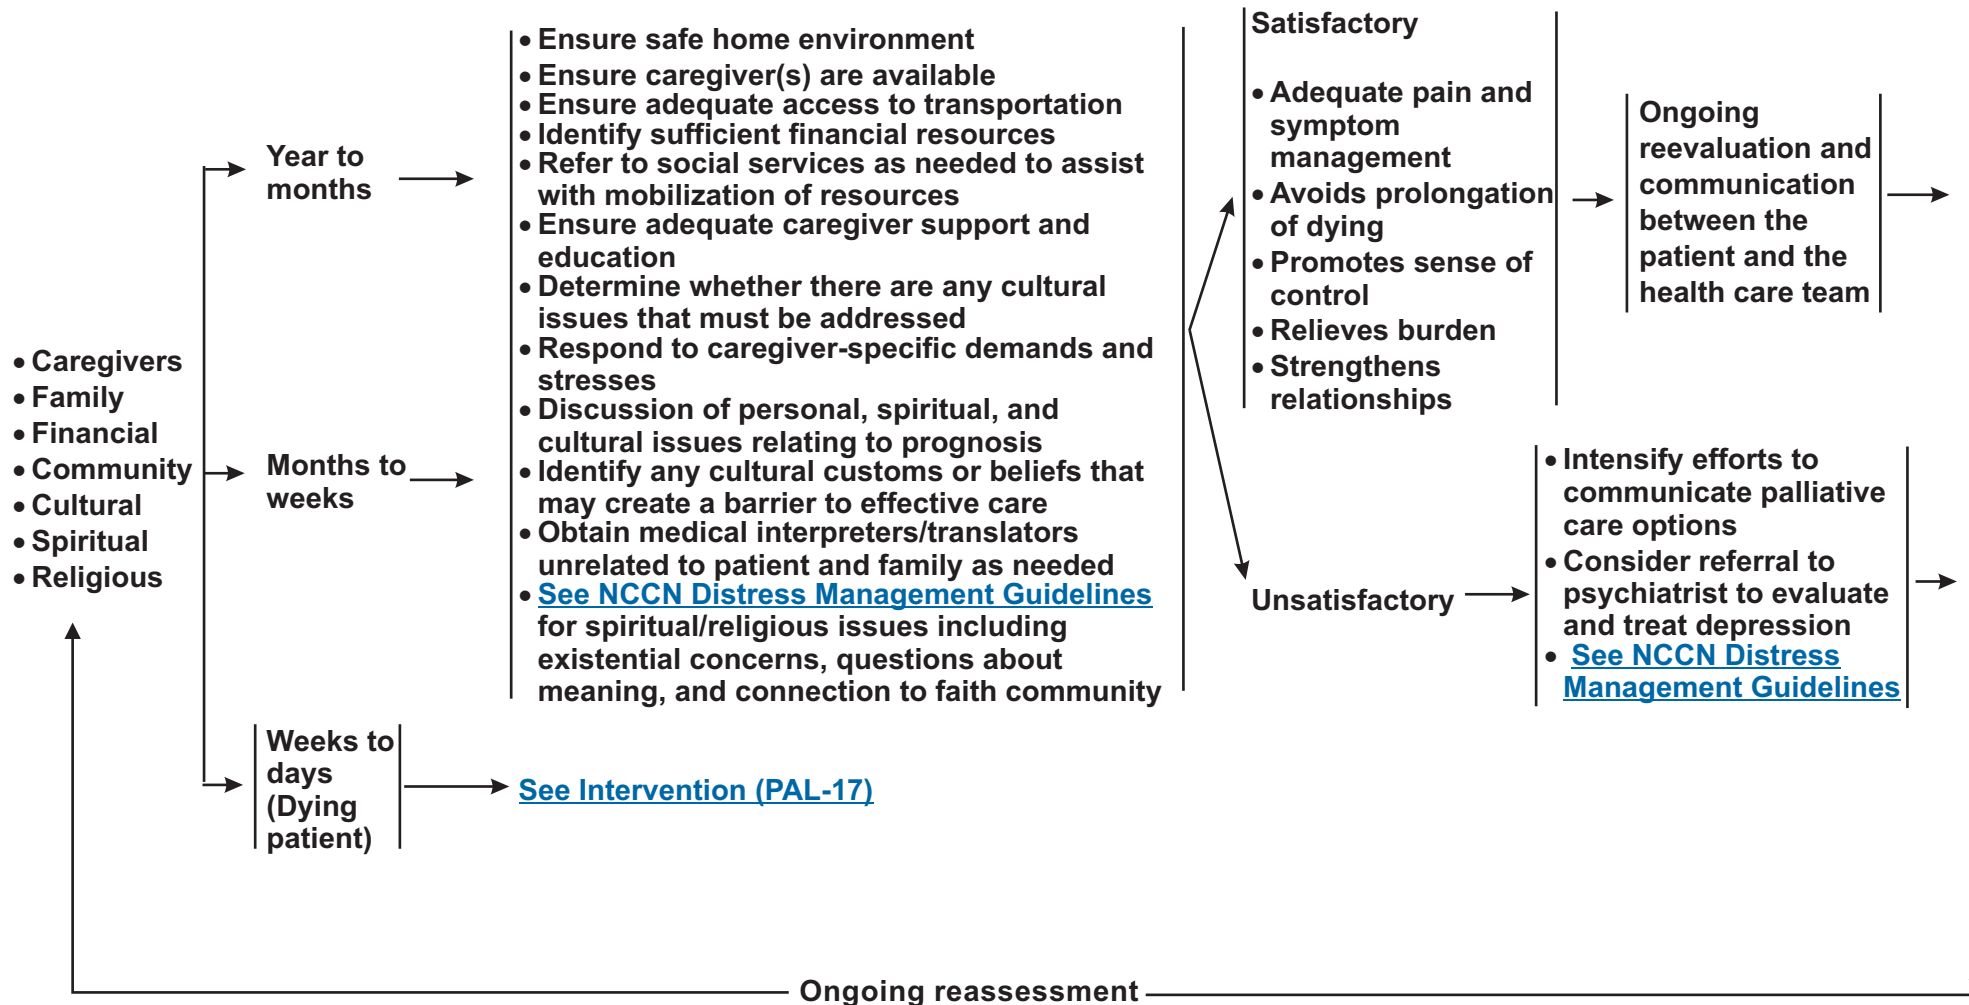 • Caregivers
• Family
• Financial
• Community
• Cultural
• Spiritual
• Religious
Year to
months
Months to
weeks
Weeks to
days
(Dying
patient)
• Ensure safe home environment
• Ensure caregiver(s) are available
• Ensure adequate access to transportation
• Identify sufficient financial resources
• Refer to social services as needed to assist
with mobilization of resources
• Ensure adequate caregiver support and
education
• Determine whether there are any cultural
issues that must be addressed
• Respond to caregiver-specific demands and
stresses
• Discussion of personal, spiritual, and
cultural issues relating to prognosis
• Identify any cultural customs or beliefs that
may create a barrier to effective care
• Obtain medical interpreters/translators
unrelated to patient and family as needed
• See NCCN Distress Management Guidelines
for spiritual/religious issues including
existential concerns, questions about
meaning, and connection to faith community
See Intervention (PAL-17)
Satisfactory
• Adequate pain and
symptom
management
• Avoids prolongation
of dying
• Promotes sense of
control
• Relieves burden
• Strengthens
relationships
Ongoing
reevaluation and
communication
between the
patient and the
health care team
Unsatisfactory
• Intensify efforts to
communicate palliative
care options
• Consider referral to
psychiatrist to evaluate
and treat depression
• See NCCN Distress
Management Guidelines
Ongoing reassessment